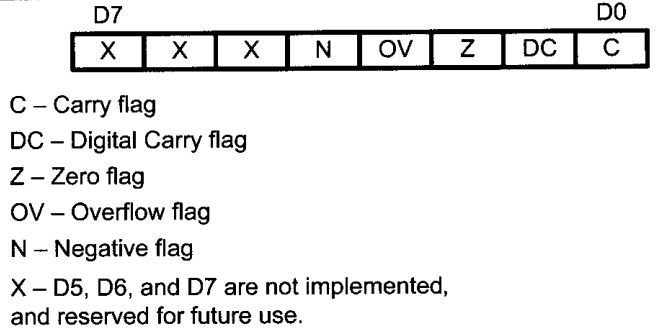 D7 D0
X X X N OV Z DC C
C – Carry flag
DC – Digital Carry flag
Z – Zero flag
OV – Overflow flag
N – Negative flag
X – D5, D6, and D7 are not implemented,
and reserved for future use.